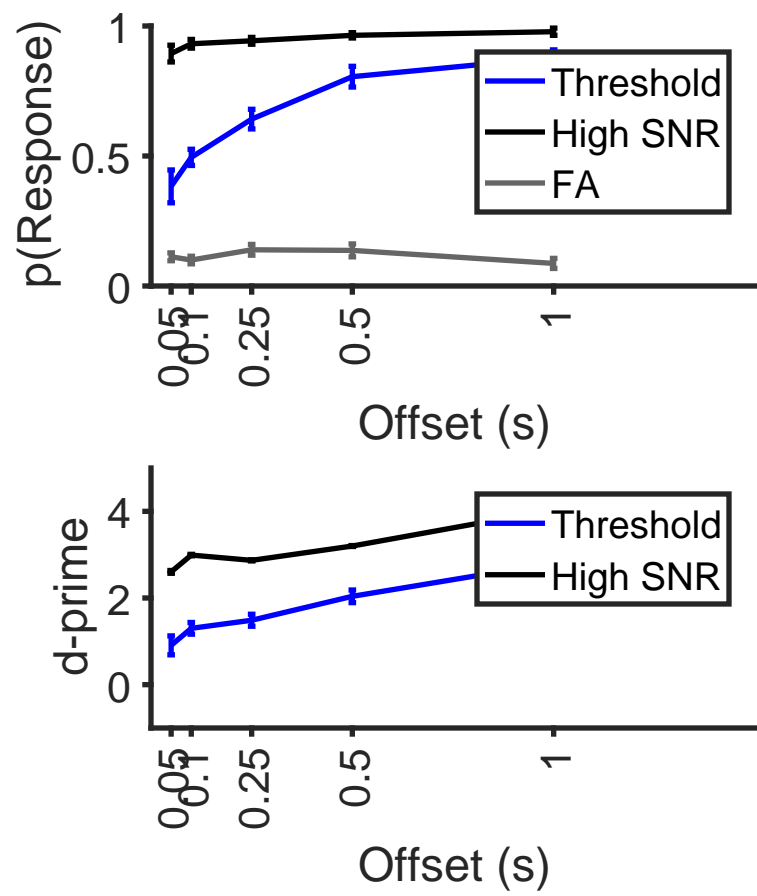 p(Response)
1
0.5
0
Threshold
High SNR
FA
0.05
0.1
0.25
0.5
1
Offset (s)
d-prime
4
2
0
Threshold
High SNR
0.05
0.1
0.25
0.5
1
Offset (s)